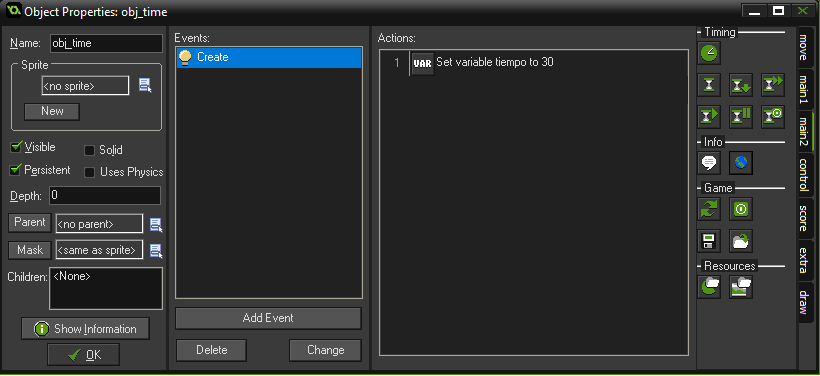 Object Properties: obj_time
Name: obj_time
Sprite
<no sprite>
New
Visible
Solid
Persistent
Uses Physics
Depth: 0
Parent <no parent>
Mask <same as sprite>
Children: <None>
Show Information
OK
Events:
Create
Add Event
Delete Change
Actions:
1 VAR Set variable tiempo to 30
Timing
Info
Game
Resources
move
main1
main2
control
score
extra
draw